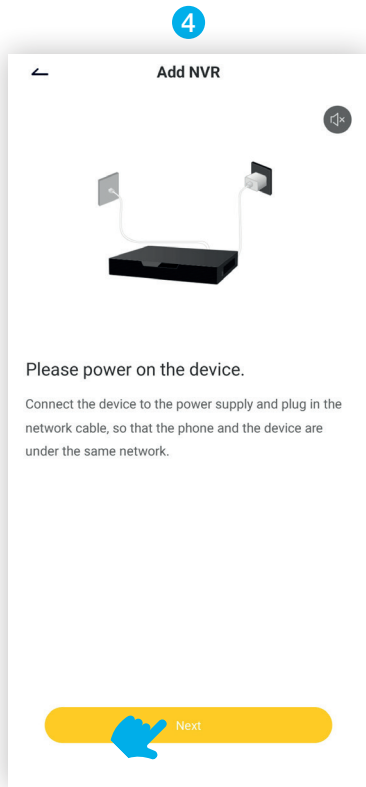 4
Add NVR
Please power on the device.
Connect the device to the power supply and plug in the
network cable, so that the phone and the device are
under the same network.
Next